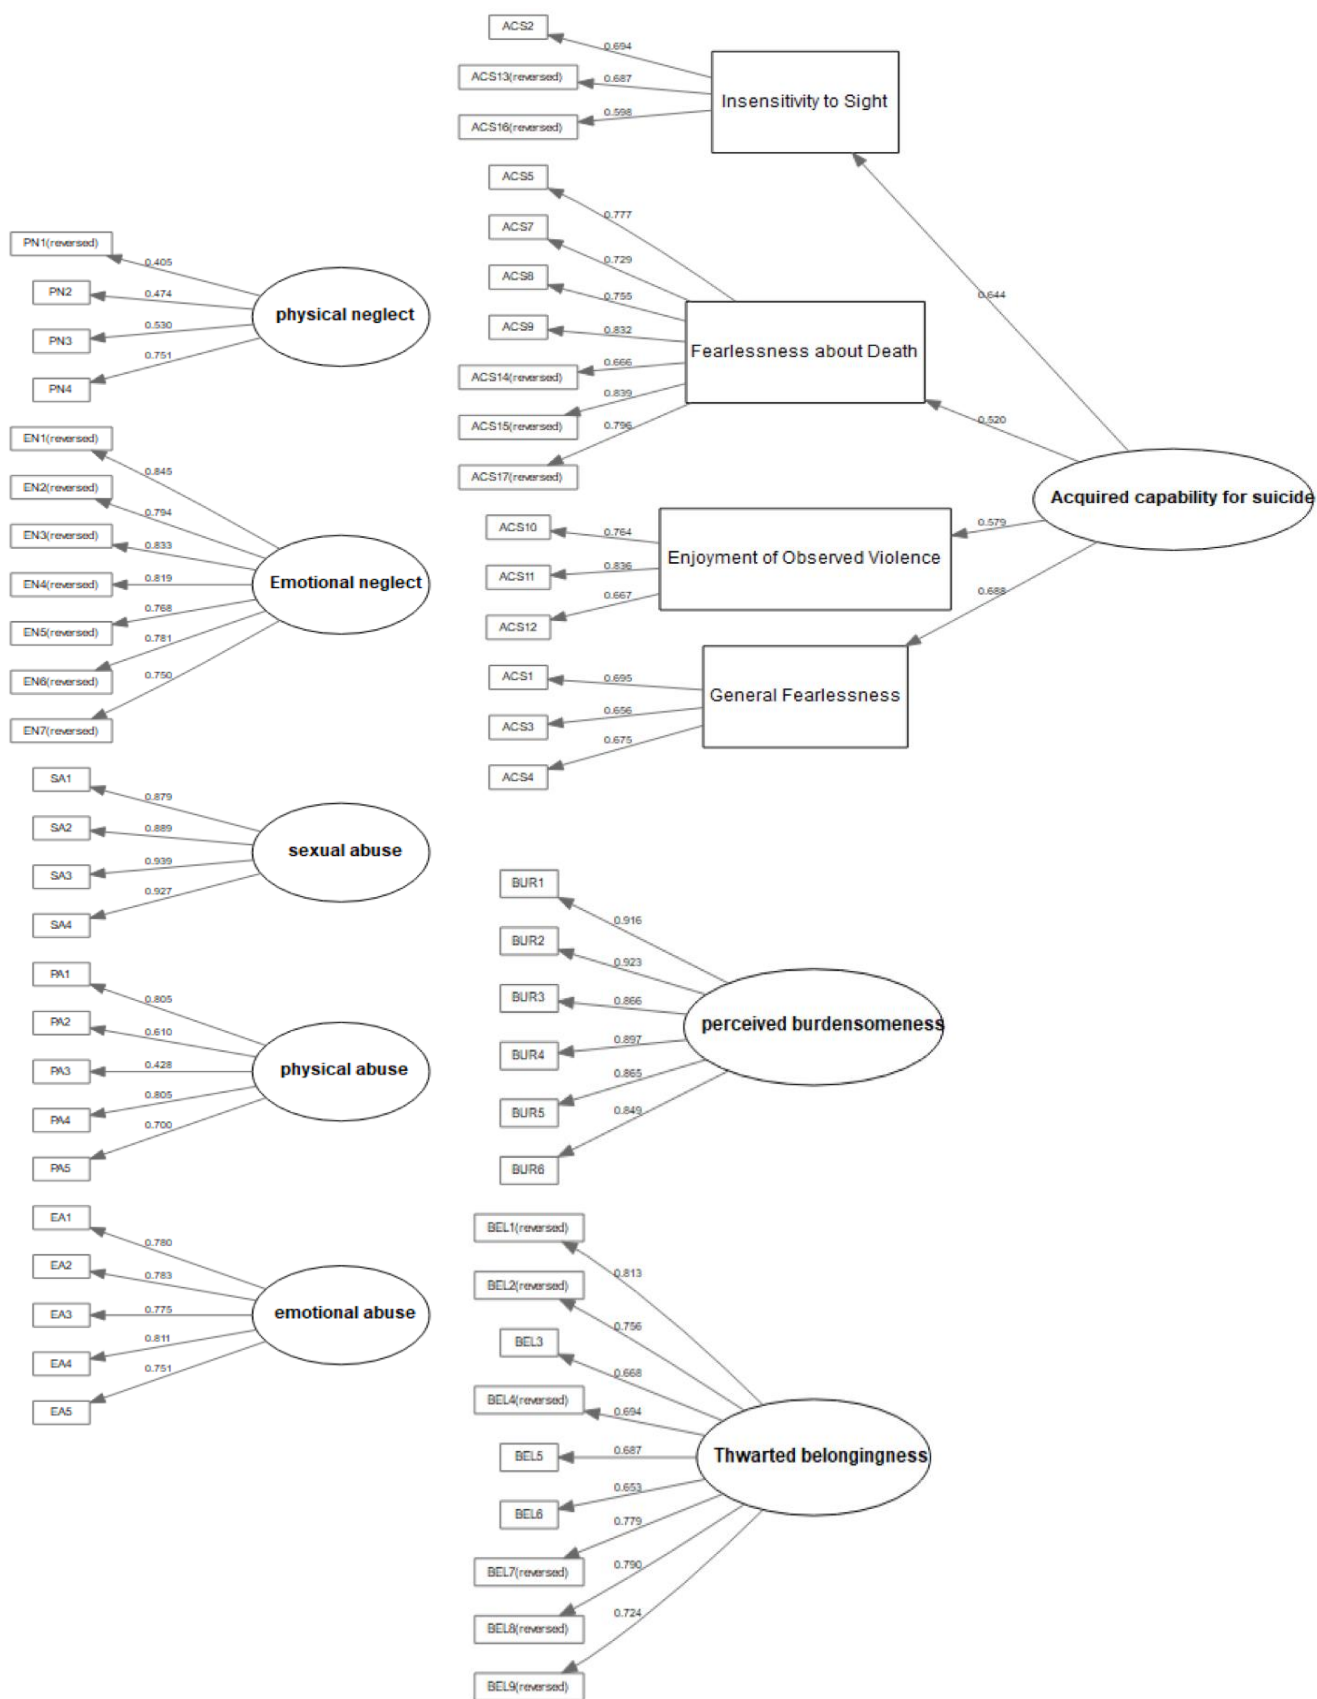 PN1(reversed)
0.405
PN2
0.474
PN3
0.530
PN4
0.751
physical neglect
EN1(reversed)
0.845
EN2(reversed)
0.794
EN3(reversed)
0.833
EN4(reversed)
0.819
EN5(reversed)
0.768
EN6(reversed)
0.781
EN7(reversed)
0.750
Emotional neglect
SA1
0.879
SA2
0.889
SA3
0.939
SA4
0.927
sexual abuse
PA1
0.805
PA2
0.610
PA3
0.428
PA4
0.805
PA5
0.700
physical abuse
EA1
0.780
EA2
0.783
EA3
0.775
EA4
0.811
EA5
0.751
emotional abuse
ACS2
0.694
ACS13(reversed)
0.687
ACS16(reversed)
0.598
Insensitivity to Sight
ACS5
0.777
ACS7
0.729
ACS8
0.755
ACS9
0.832
ACS14(reversed)
0.666
ACS15(reversed)
0.839
ACS17(reversed)
0.796
Fearlessness about Death
ACS10
0.764
ACS11
0.836
ACS12
0.667
Enjoyment of Observed Violence
ACS1
0.695
ACS3
0.656
ACS4
0.675
General Fearlessness
0.644
0.520
0.579
0.688
Acquired capability for suicide
BUR1
0.916
BUR2
0.923
BUR3
0.866
BUR4
0.897
BUR5
0.865
BUR6
0.849
perceived burdensomeness
BEL1(reversed)
0.813
BEL2(reversed)
0.756
BEL3
0.668
BEL4(reversed)
0.694
BEL5
0.687
BEL6
0.653
BEL7(reversed)
0.779
BEL8(reversed)
0.790
BEL9(reversed)
0.724
Thwarted belongingness